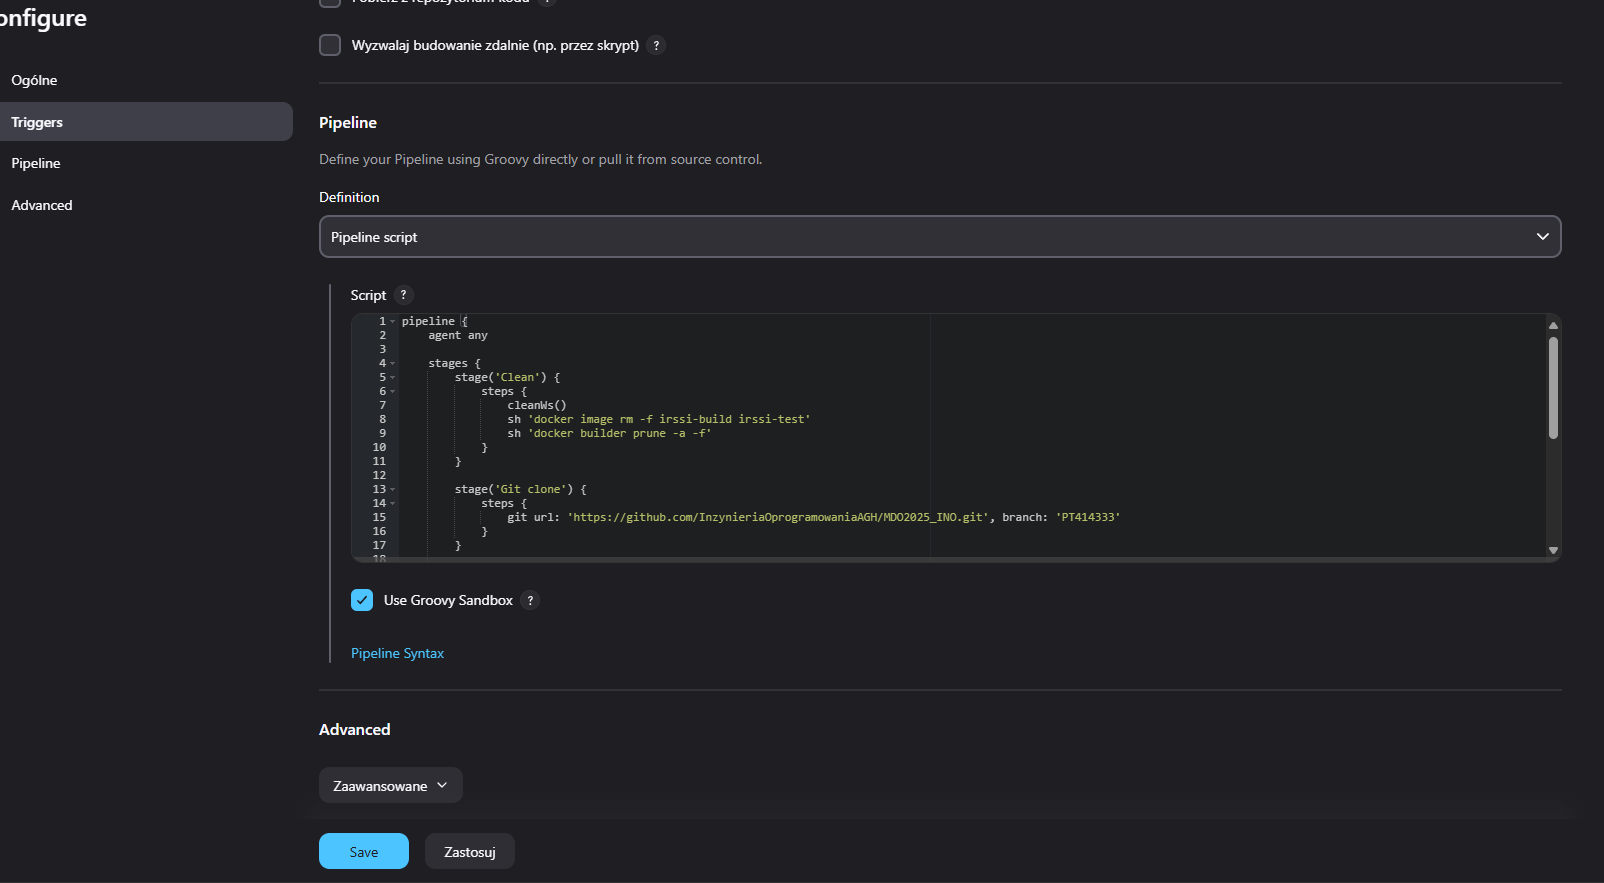 onfigure
Ogólne
Triggers
Pipeline
Advanced
Pobierz z repozytorium kodu ?
Wyzwalaj budowanie zdalnie (np. przez skrypt) ?
Pipeline
Define your Pipeline using Groovy directly or pull it from source control.
Definition
Pipeline script
Script ?
1 pipeline {
2     agent any
3
4     stages {
5         stage('Clean') {
6             steps {
7                 cleanWs()
8                 sh 'docker image rm -f irssi-build irssi-test'
9                 sh 'docker builder prune -a -f'
10             }
11         }
12
13         stage('Git clone') {
14             steps {
15                 git url: 'https://github.com/InzynieriaOprogramowaniaAGH/MDO2025_INO.git', branch: 'PT414333'
16             }
17         }
18
Use Groovy Sandbox ?
Pipeline Syntax
Advanced
Zaawansowane
Save
Zastosuj